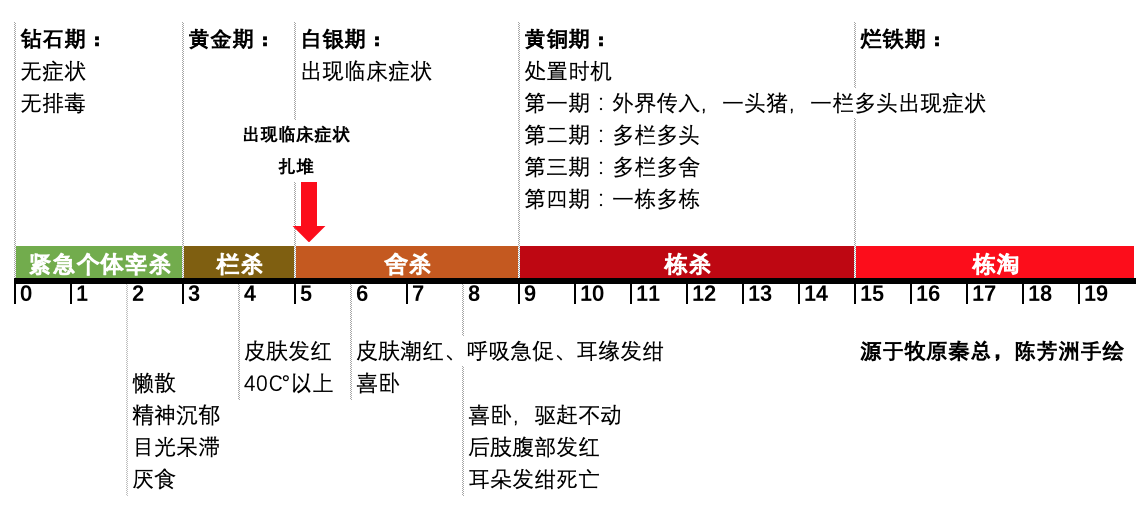 钻石期：
无症状
无排毒
黄金期：
白银期：
出现临床症状
黄铜期：
处置时机
第一期：外界传入，一头猪，一栏多头出现症状
第二期：多栏多头
第三期：多栏多舍
第四期：一栋多栋
烂铁期：
出现临床症状
扎堆
紧急个体宰杀 栏杀 舍杀 栋杀 栋淘
0 1 2 3 4 5 6 7 8 9 10 11 12 13 14 15 16 17 18 19
懒散
精神沉郁
目光呆滞
厌食
皮肤发红
40C°以上
皮肤潮红、呼吸急促、耳缘发绀
喜卧
喜卧，驱赶不动
后肢腹部发红
耳朵发绀死亡
源于牧原秦总，陈芳洲手绘